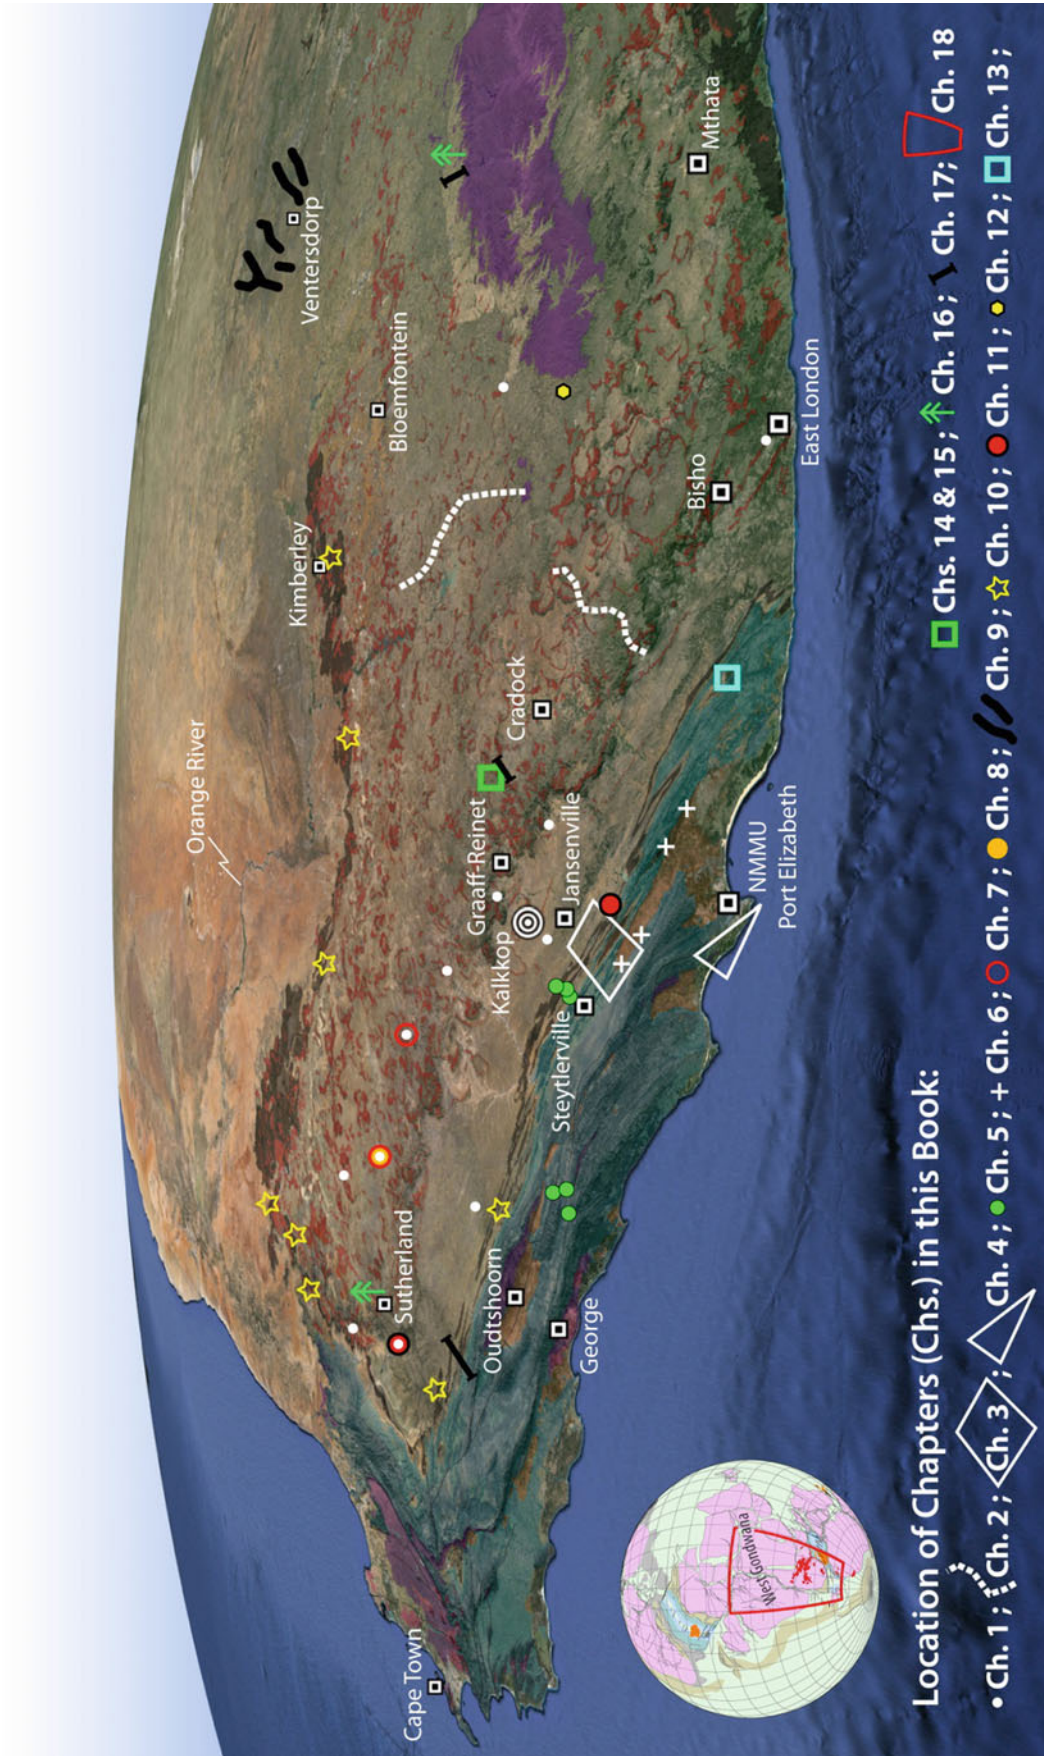 Orange River
Ventersdorp
Kimberley
Bloemfontein
Sutherland
Kalkkop
Graaff-Reinet
Cradock
Mthata
Cape Town
Oudtshoorn
Steytlerville
Jansenville
Bisho
George
NMMU
Port Elizabeth
East London
West Gondwana
Location of Chapters (Chs.) in this Book:
Chs. 14 & 15; Ch. 16; Ch. 17; Ch. 18
• Ch. 1; Ch. 2; Ch. 3; Ch. 4; Ch. 5; + Ch. 6; Ch. 7; Ch. 8; Ch. 9; Ch. 10; Ch. 11; Ch. 12; Ch. 13;